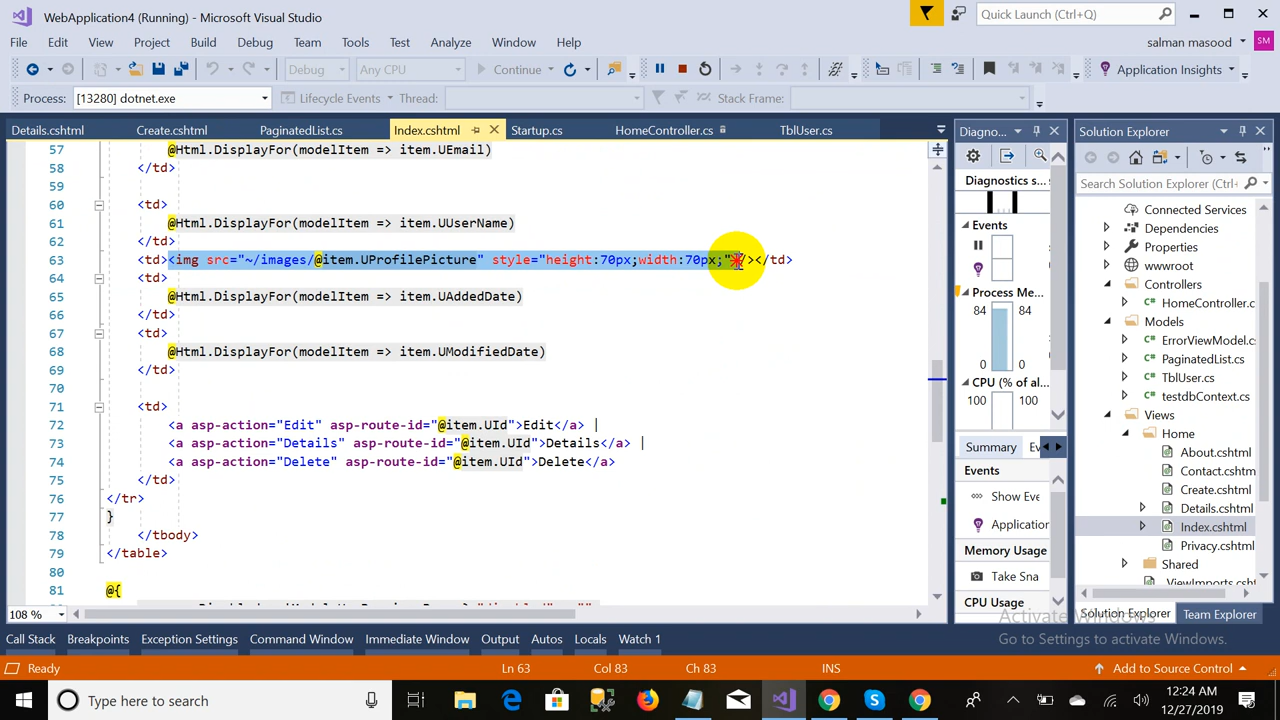 WebApplication4 (Running) - Microsoft Visual Studio
Quick Launch (Ctrl+Q)
File Edit View Project Build Debug Team Tools Test Analyze Window Help
salman masood SM
Debug Any CPU Continue Application Insights
Process: [13280] dotnet.exe Lifecycle Events Thread: Stack Frame:
Details.cshtml Create.cshtml PaginatedList.cs Index.cshtml Startup.cs HomeController.cs TblUser.cs
57 @Html.DisplayFor(modelItem => item.UEmail)
58 </td>
59
60 <td>
61 @Html.DisplayFor(modelItem => item.UUserName)
62 </td>
63 <td><img src="~/images/@item.UProfilePicture" style="height:70px;width:70px;"/></td>
64 <td>
65 @Html.DisplayFor(modelItem => item.UAddedDate)
66 </td>
67 <td>
68 @Html.DisplayFor(modelItem => item.UModifiedDate)
69 </td>
70
71 <td>
72 <a asp-action="Edit" asp-route-id="@item.UId">Edit</a> |
73 <a asp-action="Details" asp-route-id="@item.UId">Details</a> |
74 <a asp-action="Delete" asp-route-id="@item.UId">Delete</a>
75 </td>
76 </tr>
77 }
78 </tbody>
79 </table>
80
81 @{
108 %
Diagno...
Diagnostics s...
Events
Process Me...
84 84
0 0
CPU (% of al...
100 100
Summary Ev
Events
Show Eve
Application
Memory Usage
Take Sna
CPU Usage
Solution Explorer
Search Solution Explorer (Ctrl+
Connected Services
Dependencies
Properties
wwwroot
Controllers
HomeController.c
Models
ErrorViewModel.c
PaginatedList.cs
TblUser.cs
testdbContext.cs
Views
Home
About.cshtml
Contact.cshtml
Create.cshtml
Details.cshtml
Index.cshtml
Privacy.cshtml
Shared
_ViewImports.csht
Solution Explorer Team Explorer
Activate Windows
Go to Settings to activate Windows.
Call Stack Breakpoints Exception Settings Command Window Immediate Window Output Autos Locals Watch 1
Ready Ln 63 Col 83 Ch 83 INS Add to Source Control
Type here to search
12:24 AM
12/27/2019